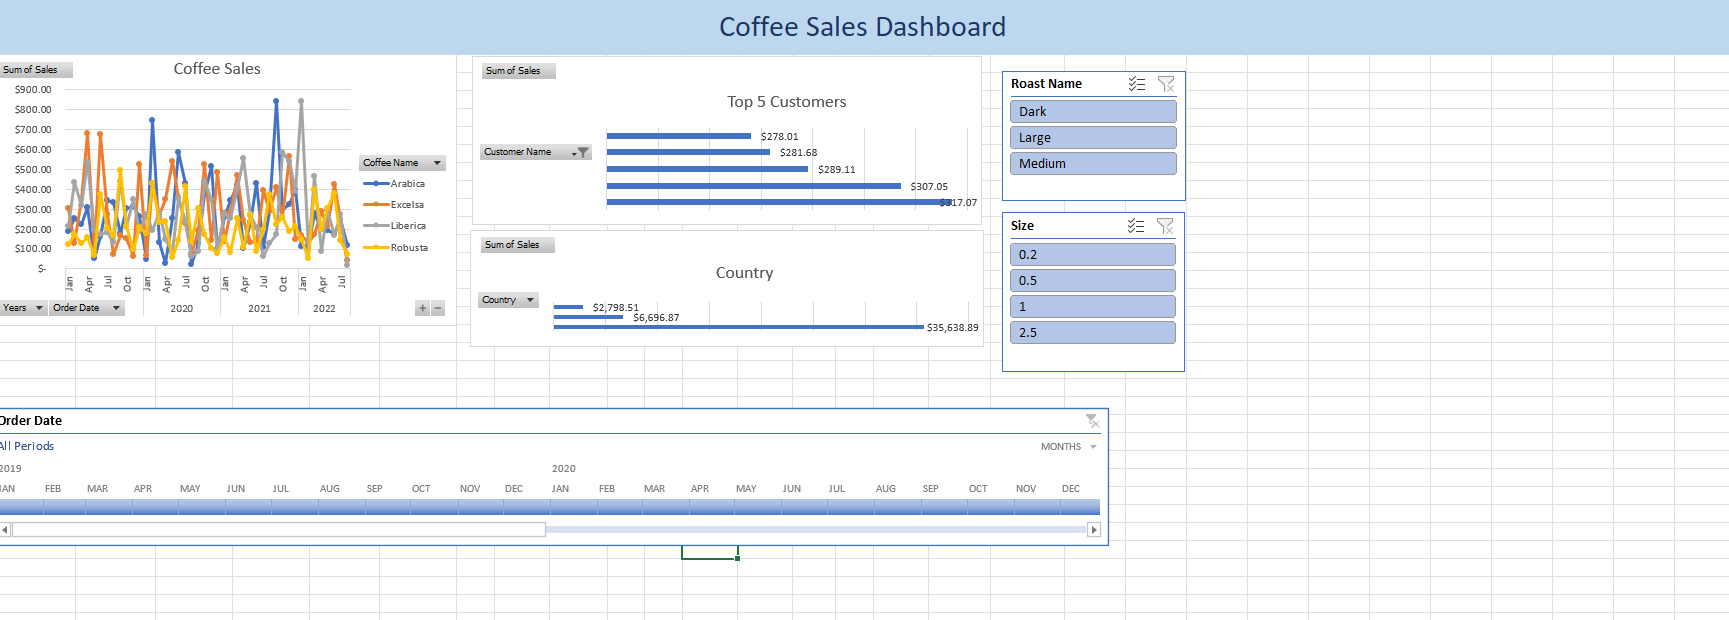 Coffee Sales Dashboard
Sum of Sales
Coffee Sales
$900.00
$800.00
$700.00
$600.00
$500.00
$400.00
$300.00
$200.00
$100.00
$-
Jan Apr Jul Oct Jan Apr Jul Oct Jan Apr Jul Oct Jan Apr Jul
2020 2021 2022
Coffee Name
Arabica
Excelsa
Liberica
Robusta
Years Order Date
+ −
Sum of Sales
Top 5 Customers
Customer Name
$278.01
$281.68
$289.11
$307.05
$317.07
Sum of Sales
Country
Country
$2,798.51
$6,696.87
$35,638.89
Roast Name
Dark
Large
Medium
Size
0.2
0.5
1
2.5
Order Date
All Periods
MONTHS
2019 2020
JAN FEB MAR APR MAY JUN JUL AUG SEP OCT NOV DEC JAN FEB MAR APR MAY JUN JUL AUG SEP OCT NOV DEC